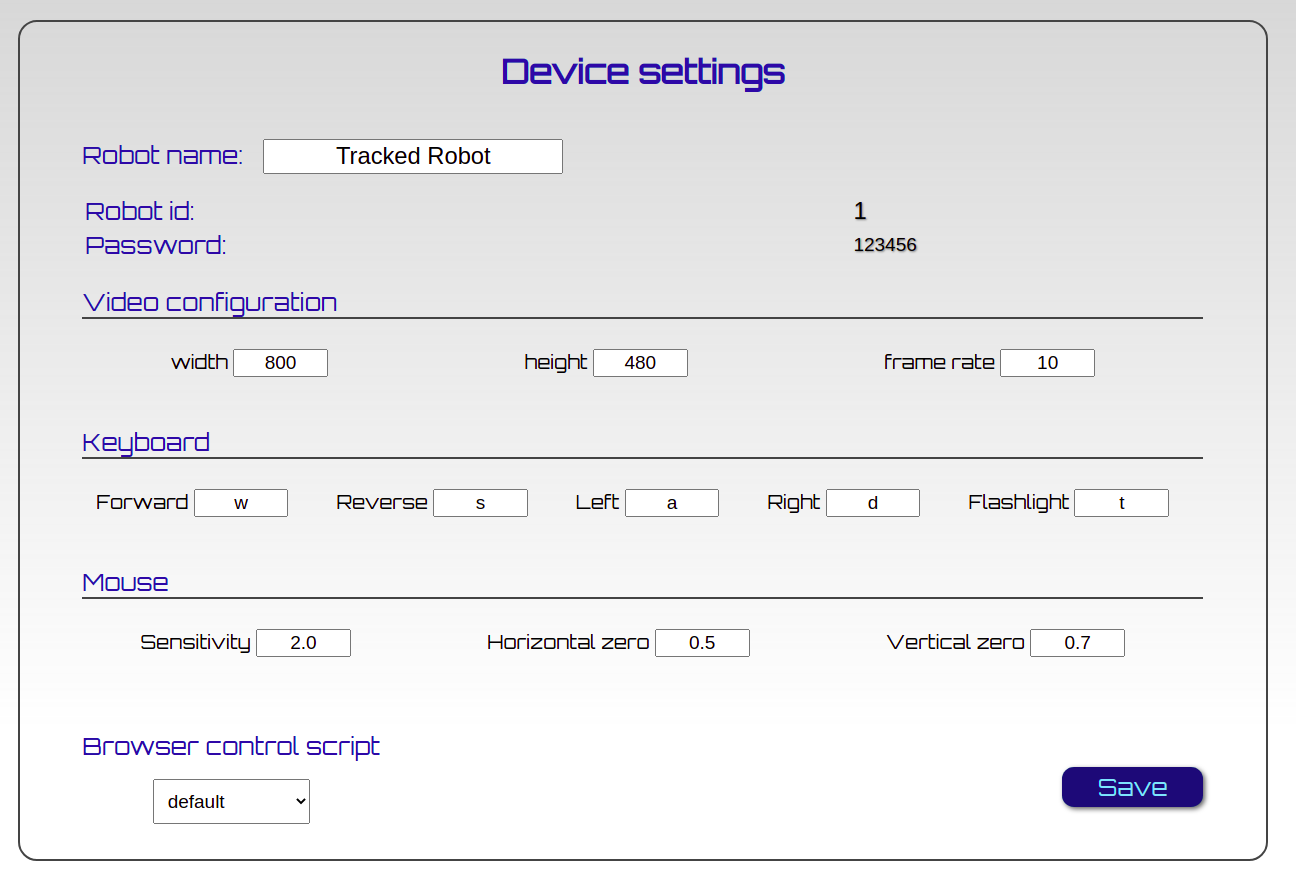 Device settings
Robot name: Tracked Robot
Robot id: 1
Password: 123456
Video configuration
width 800 height 480 frame rate 10
Keyboard
Forward w Reverse s Left a Right d Flashlight t
Mouse
Sensitivity 2.0 Horizontal zero 0.5 Vertical zero 0.7
Browser control script
default
Save